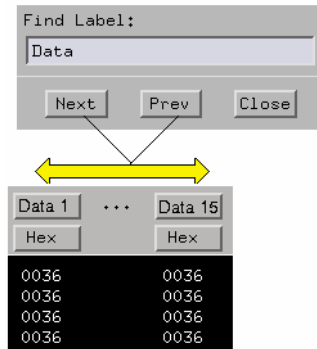 Find Label:
Data
Next Prev Close
Data 1 ... Data 15
Hex Hex
0036 0036
0036 0036
0036 0036
0036 0036